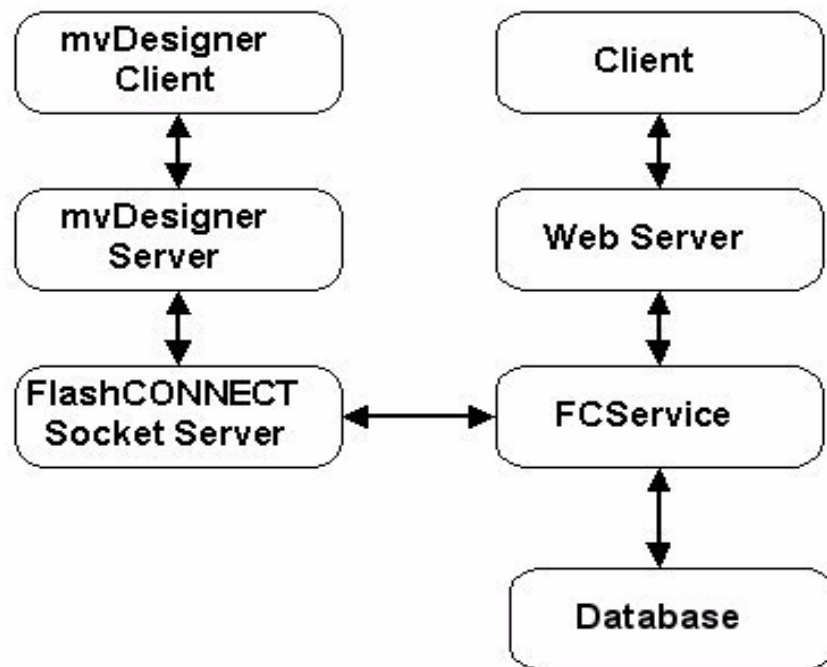 mvDesigner
Client
Client
mvDesigner
Server
Web Server
FlashCONNECT
Socket Server
FCService
Database